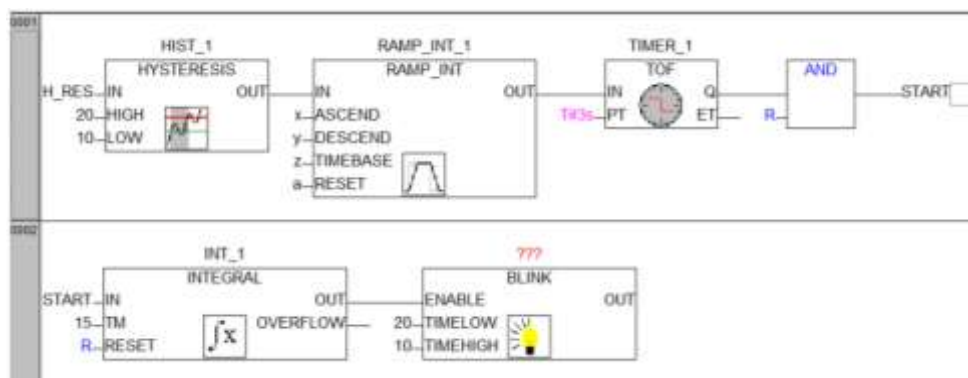 0001
HIST_1 RAMP_INT_1 TIMER_1
HYSTERESIS RAMP_INT TOF AND
H_RES IN OUT IN OUT IN Q START
20 HIGH x ASCEND T#3s PT ET R
10 LOW y DESCEND
z TIMEBASE
a RESET
0002
INT_1 ???
INTEGRAL BLINK
START IN OUT ENABLE OUT
15 TM OVERFLOW 20 TIMELOW
R RESET ∫x 10 TIMEHIGH